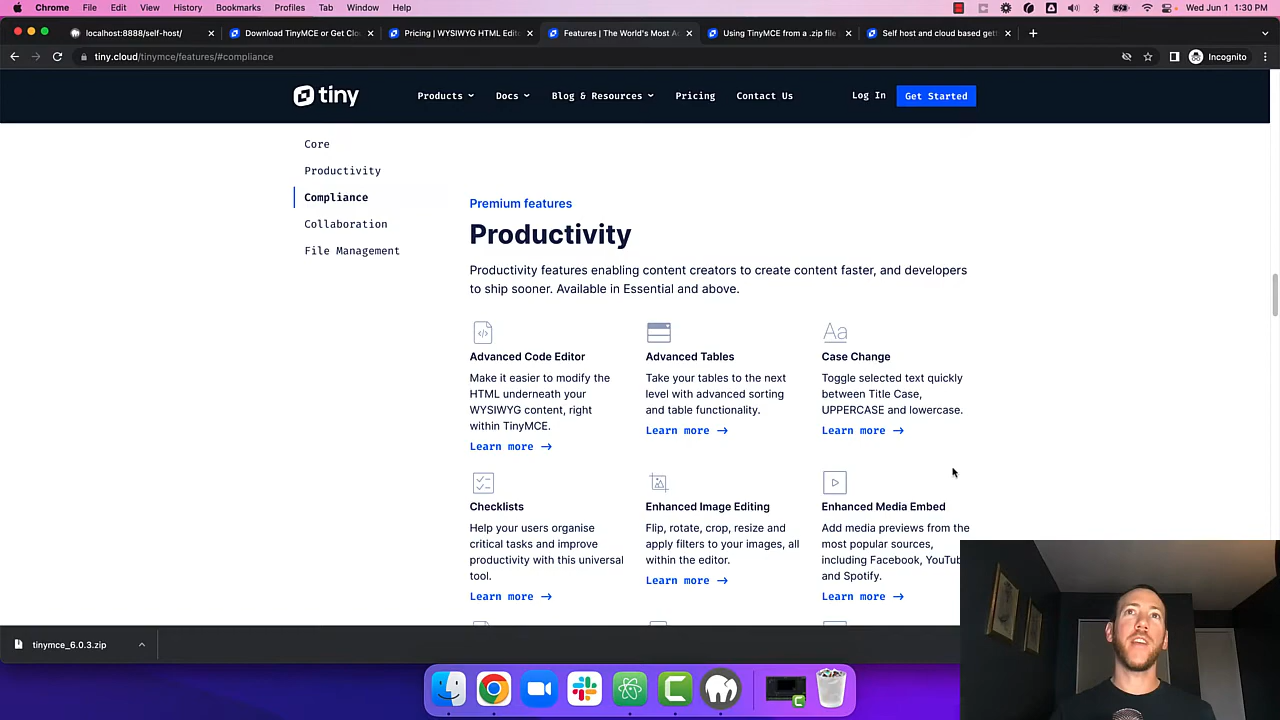 Chrome File Edit View History Bookmarks Profiles Tab Window Help Wed Jun 1 1:30 PM
localhost:8888/self-host/ Download TinyMCE or Get Clo Pricing | WYSIWYG HTML Edit Features | The World's Most A Using TinyMCE from a .zip file Self host and cloud based get
tiny.cloud/tinymce/features/#compliance Incognito
tiny Products Docs Blog & Resources Pricing Contact Us Log In Get Started
Core
Productivity
Compliance
Collaboration
File Management
Premium features
Productivity
Productivity features enabling content creators to create content faster, and developers
to ship sooner. Available in Essential and above.
Advanced Code Editor
Make it easier to modify the
HTML underneath your
WYSIWYG content, right
within TinyMCE.
Learn more →
Advanced Tables
Take your tables to the next
level with advanced sorting
and table functionality.
Learn more →
Aa
Case Change
Toggle selected text quickly
between Title Case,
UPPERCASE and lowercase.
Learn more →
Checklists
Help your users organise
critical tasks and improve
productivity with this universal
tool.
Learn more →
Enhanced Image Editing
Flip, rotate, crop, resize and
apply filters to your images, all
within the editor.
Learn more →
Enhanced Media Embed
Add media previews from the
most popular sources,
including Facebook, YouTub
and Spotify.
Learn more →
tinymce_6.0.3.zip